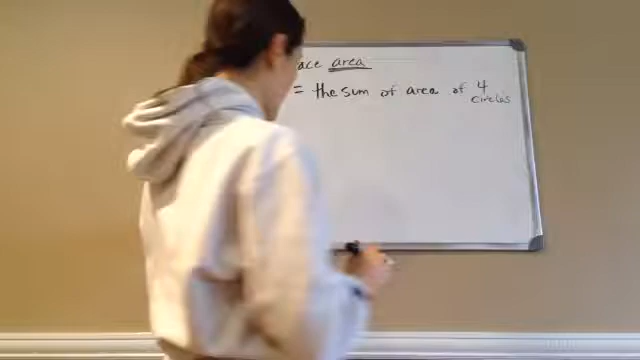 ace area
= the sum of area of 4
circles